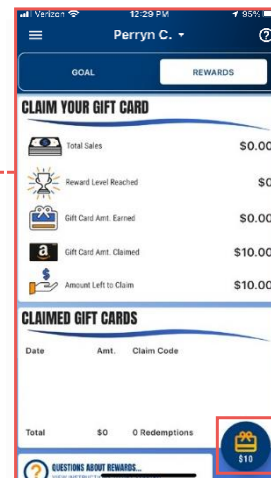 Verizon 12:29 PM 95%
Perryn C.
GOAL REWARDS
CLAIM YOUR GIFT CARD
Total Sales $0.00
Reward Level Reached $0
Gift Card Amt. Earned $0.00
a Gift Card Amt. Claimed $10.00
$ Amount Left to Claim $10.00
CLAIMED GIFT CARDS
Date Amt. Claim Code
Total $0 0 Redemptions
$10
? QUESTIONS ABOUT REWARDS...